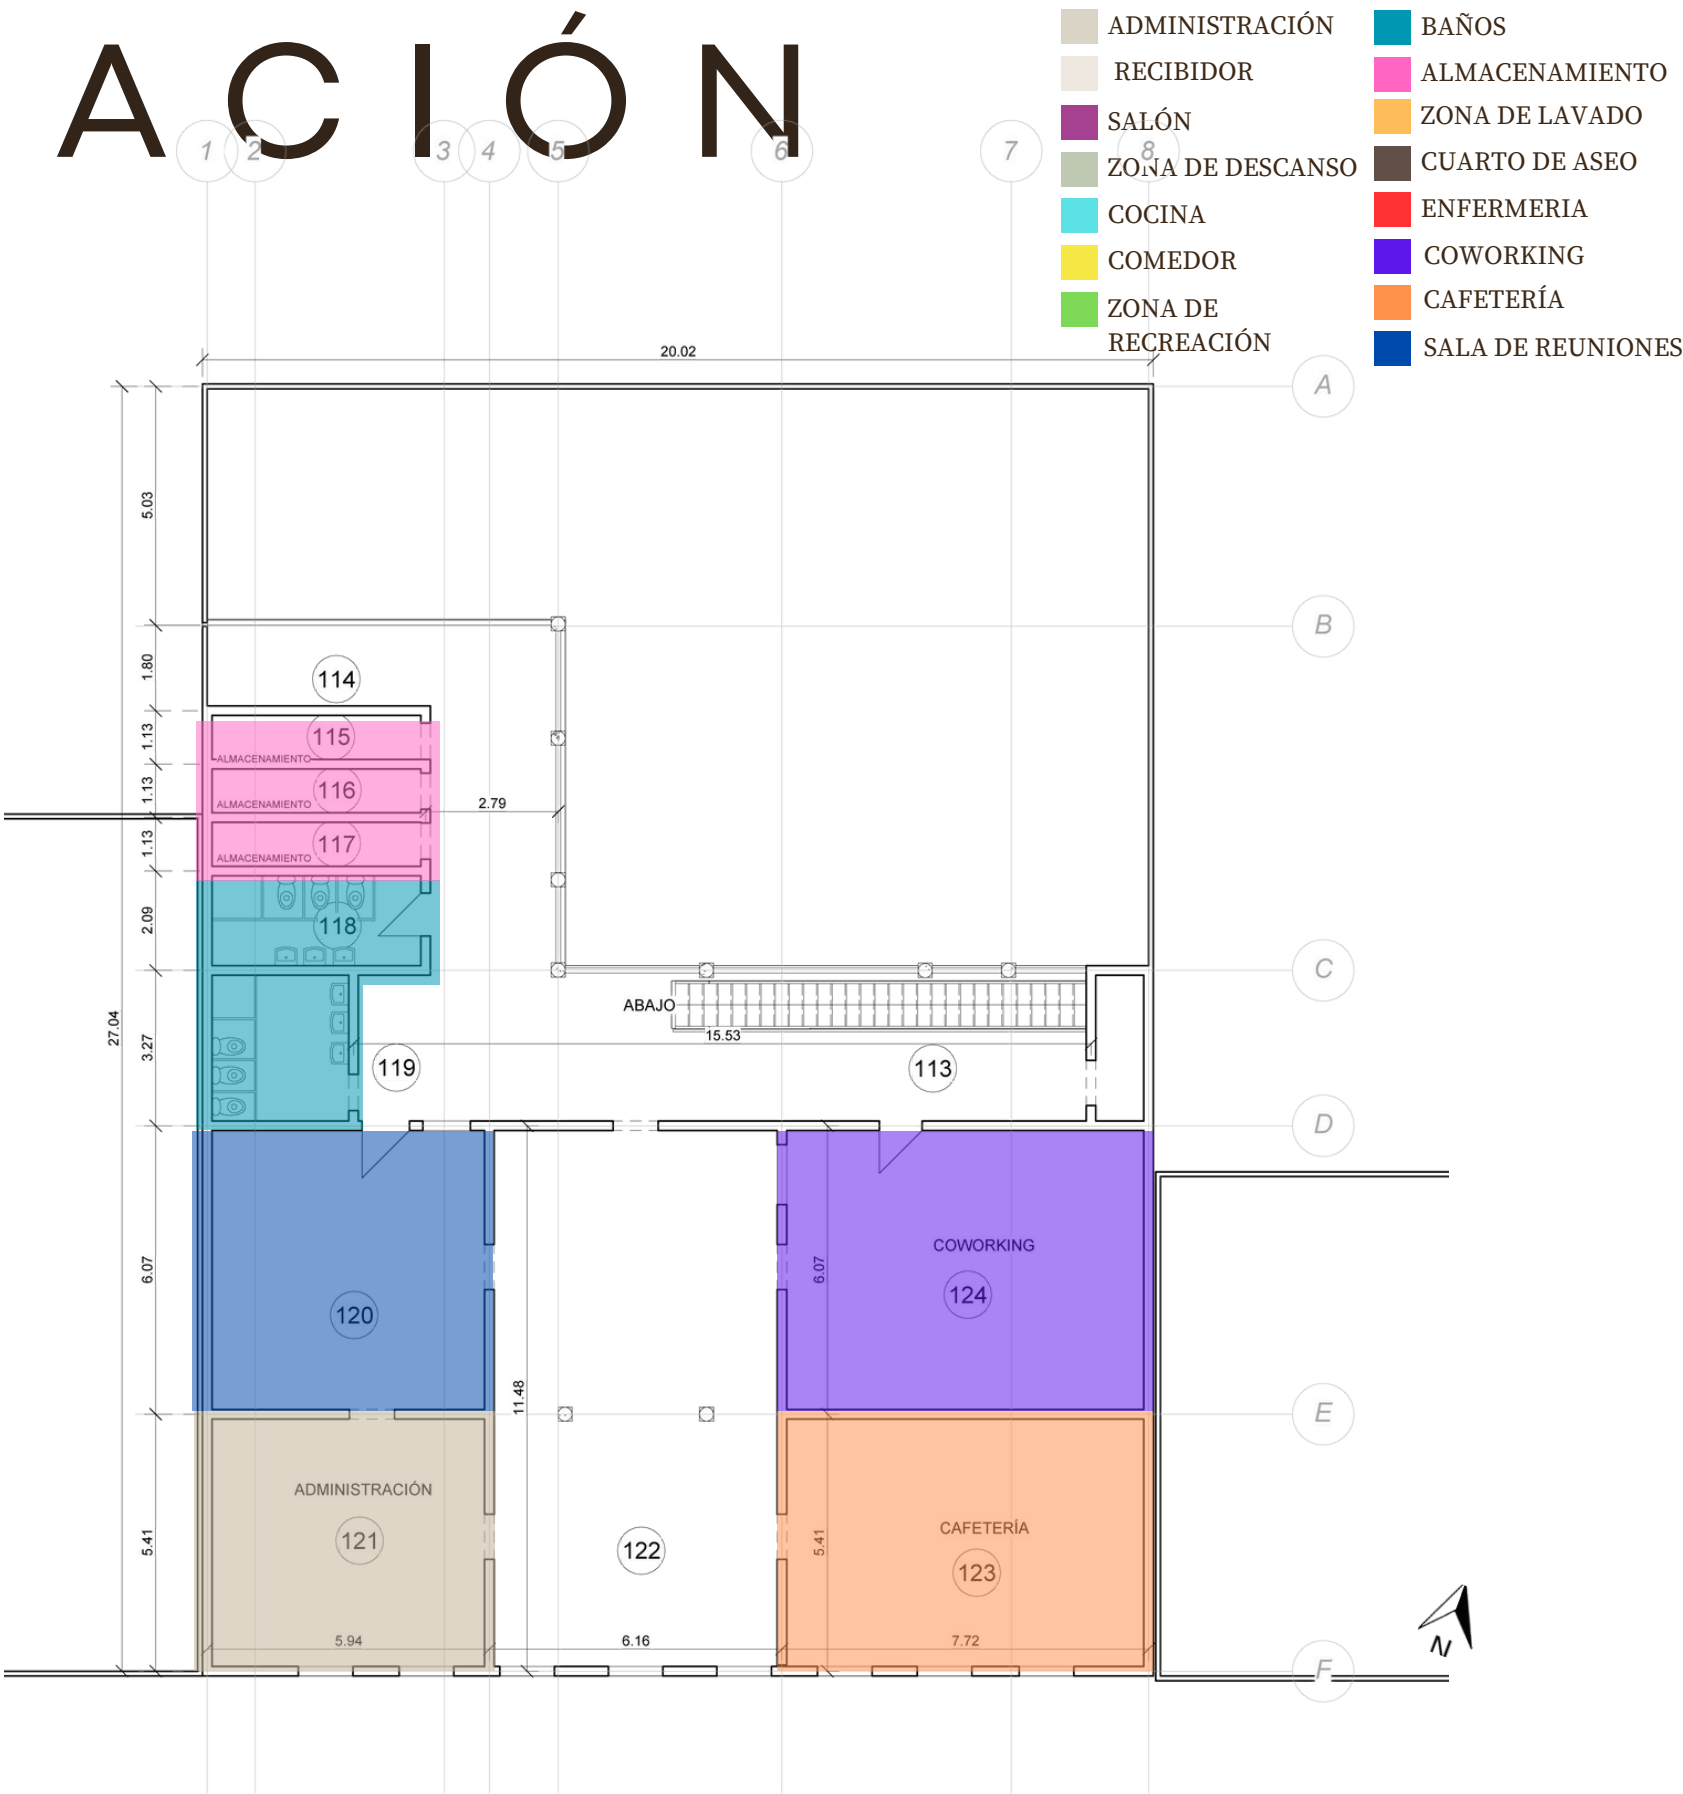 ACIÓN
ADMINISTRACIÓN
RECIBIDOR
SALÓN
ZONA DE DESCANSO
COCINA
COMEDOR
ZONA DE
RECREACIÓN
BAÑOS
ALMACENAMIENTO
ZONA DE LAVADO
CUARTO DE ASEO
ENFERMERIA
COWORKING
CAFETERÍA
SALA DE REUNIONES
1 2 3 4 5 6 7 8
20.02
A
5.03
B
1.80
114
1.13
115
ALMACENAMIENTO
1.13
116
ALMACENAMIENTO
2.79
1.13
117
ALMACENAMIENTO
2.09
118
C
ABAJO
27.04
3.27
15.53
119
113
D
6.07
COWORKING
6.07
124
120
11.48
E
ADMINISTRACIÓN
5.41
121
122
5.41
CAFETERÍA
123
5.94
6.16
7.72
N
F